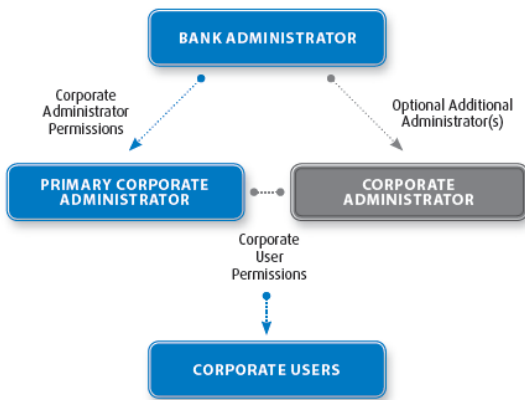 BANK ADMINISTRATOR
Corporate
Administrator
Permissions
Optional Additional
Administrator(s)
PRIMARY CORPORATE
ADMINISTRATOR
CORPORATE
ADMINISTRATOR
Corporate
User
Permissions
CORPORATE USERS